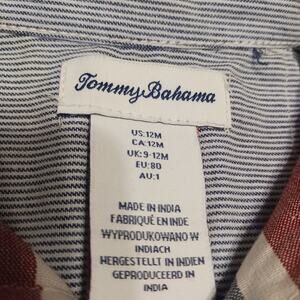 Tommy Bahama
US: 12M
CA: 12M
UK: 9-12M
EU: 80
AU: 1
MADE IN INDIA
FABRIQUÉ EN INDE
WYPRODUKOWANO W
INDIACH
HERGESTELLT IN INDIEN
GEPRODUCEERD IN
INDIA